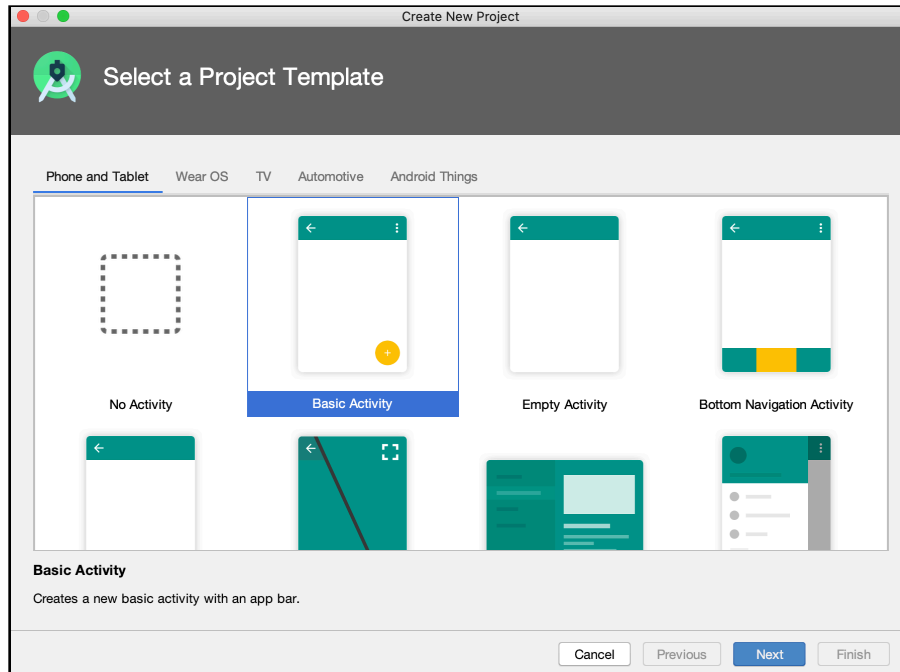 Create New Project
Select a Project Template
Phone and Tablet Wear OS TV Automotive Android Things
No Activity Basic Activity Empty Activity Bottom Navigation Activity
Basic Activity
Creates a new basic activity with an app bar.
Cancel Previous Next Finish